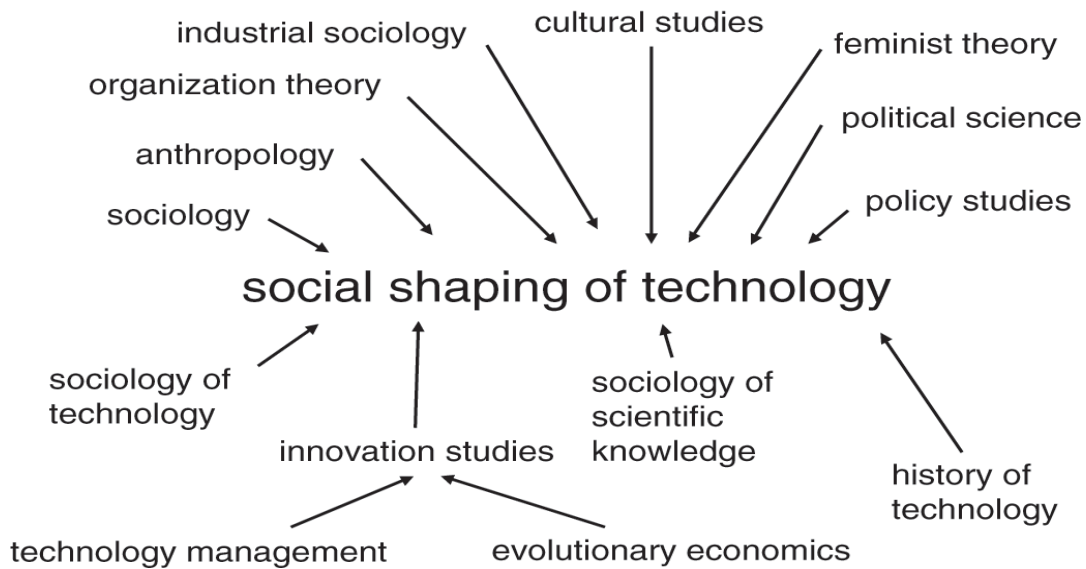 cultural studies
industrial sociology
feminist theory
organization theory
political science
anthropology
policy studies
sociology
social shaping of technology
sociology of
technology
sociology of
scientific
knowledge
innovation studies
history of
technology
technology management
evolutionary economics